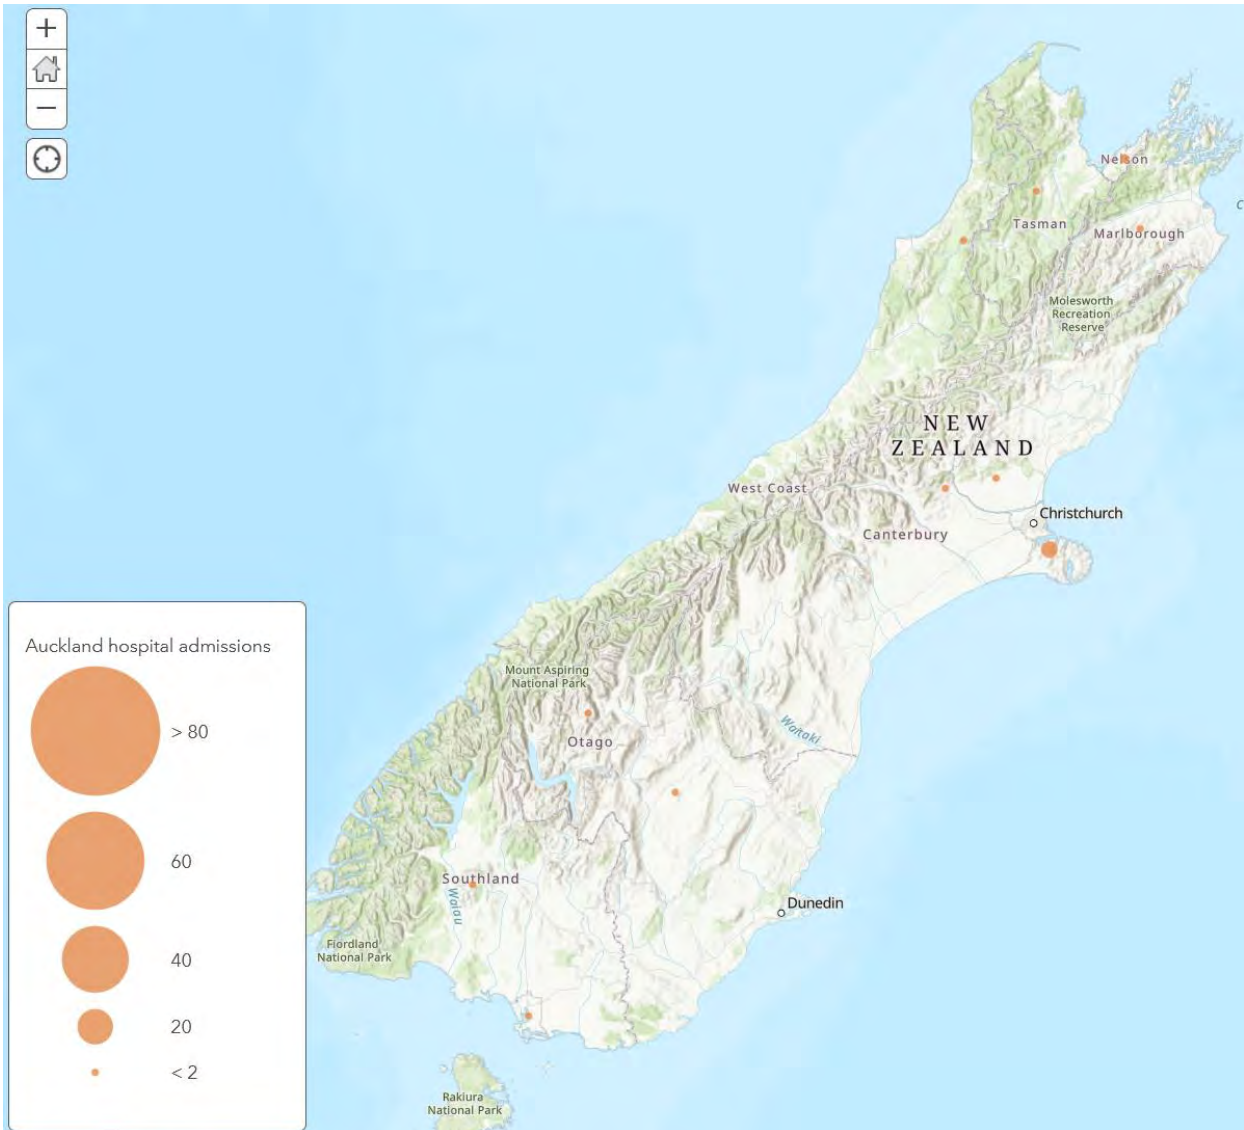 Nelson
Tasman
Marlborough
C
Molesworth
Recreation
Reserve
NEW
ZEALAND
West Coast
Christchurch
Canterbury
Auckland hospital admissions
> 80
60
40
20
< 2
Mount Aspiring
National Park
Waitaki
Otago
Southland
Waiau
Dunedin
Fiordland
National Park
Rakiura
National Park